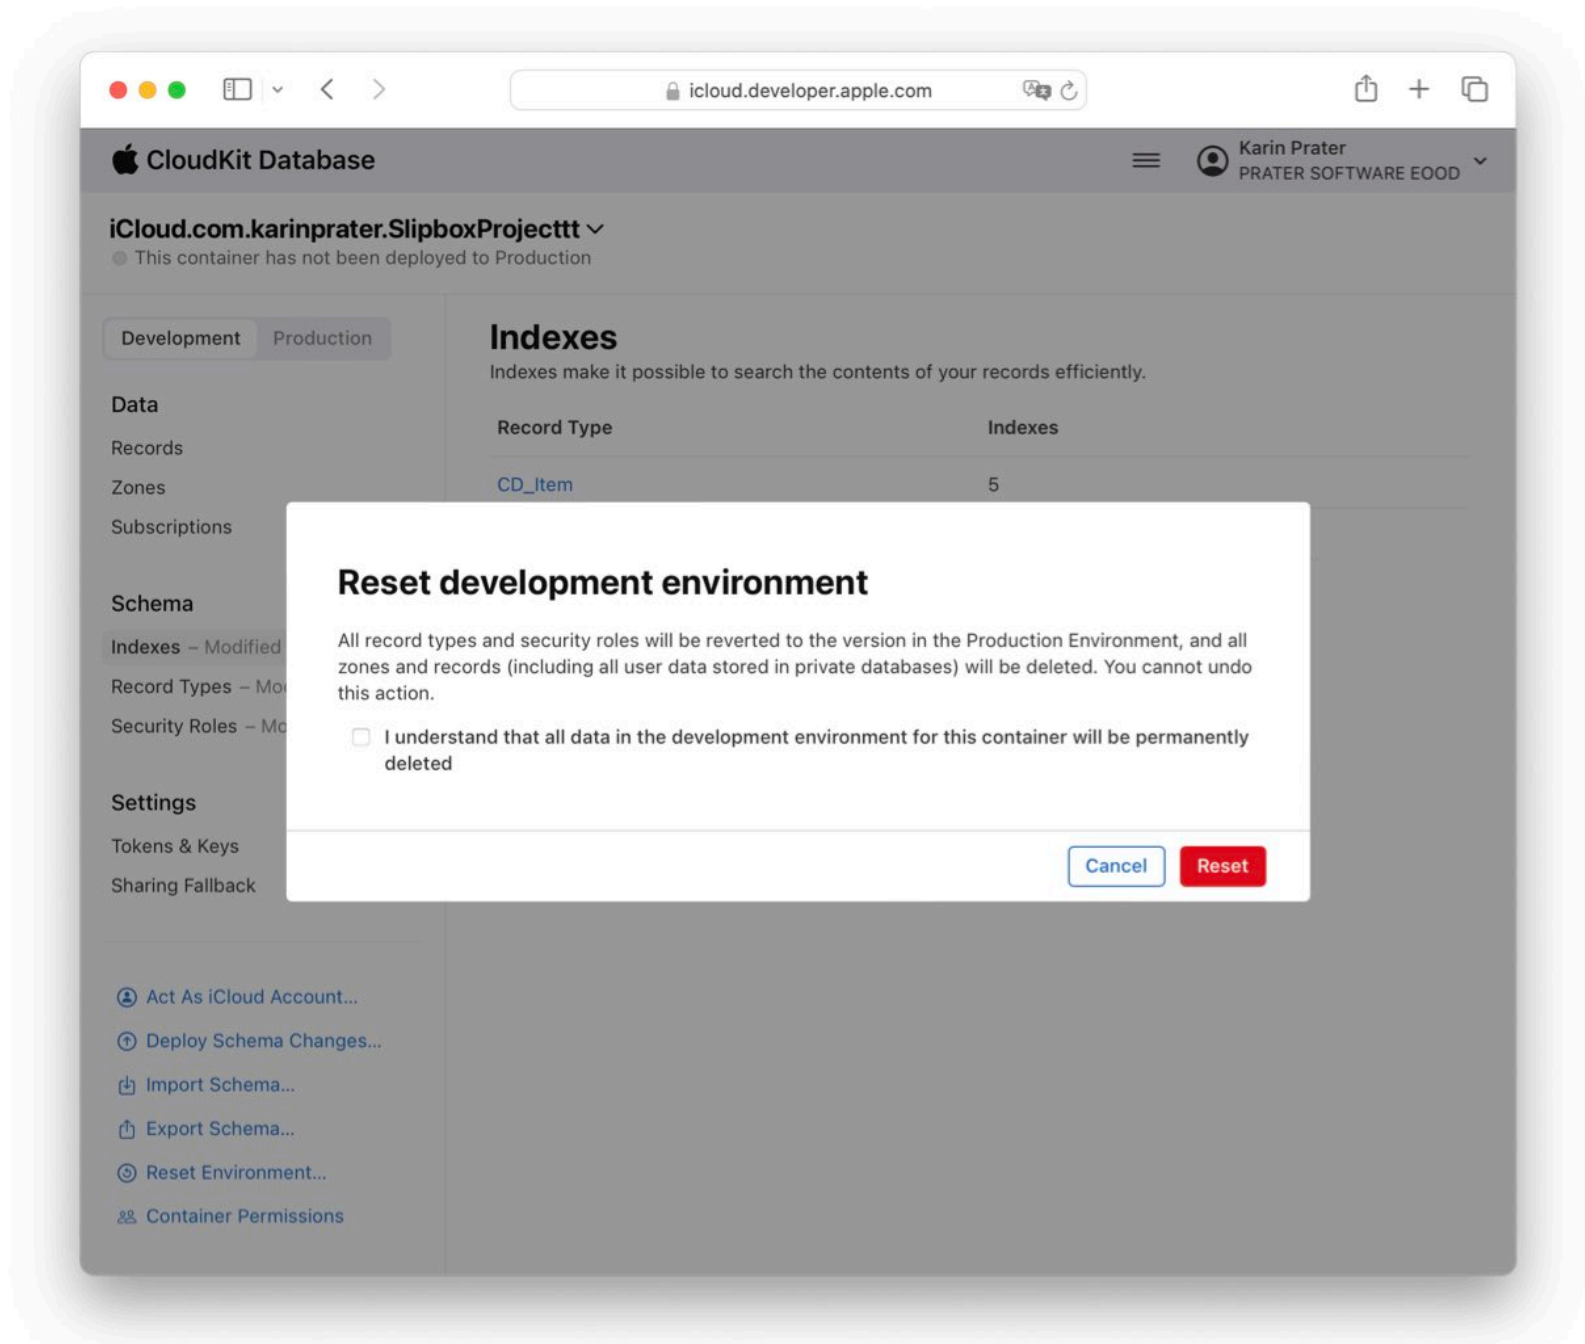 icloud.developer.apple.com
CloudKit Database
Karin Prater
PRATER SOFTWARE EOOD
iCloud.com.karinprater.SlipboxProjecttt
This container has not been deployed to Production
Development
Production
Data
Records
Zones
Subscriptions
Schema
Indexes – Modified
Record Types –
Security Roles –
Settings
Tokens & Keys
Sharing Fallback
Act As iCloud Account...
Deploy Schema Changes...
Import Schema...
Export Schema...
Reset Environment...
Container Permissions
Indexes
Indexes make it possible to search the contents of your records efficiently.
Record Type Indexes
CD_Item 5
Reset development environment
All record types and security roles will be reverted to the version in the Production Environment, and all
zones and records (including all user data stored in private databases) will be deleted. You cannot undo
this action.
I understand that all data in the development environment for this container will be permanently
deleted
Cancel
Reset